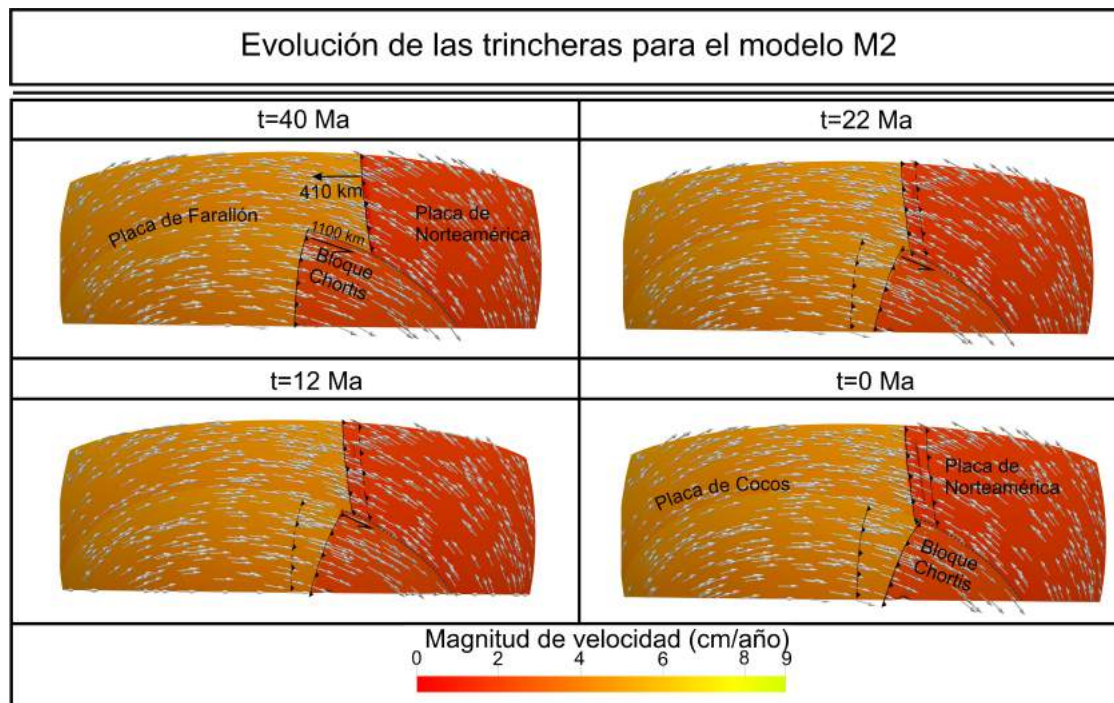 Evolución de las trincheras para el modelo M2
t=40 Ma
t=22 Ma
410 km
Placa de Farallón
Placa de
Norteamérica
1100 km
Bloque
Chortis
t=12 Ma
t=0 Ma
Placa de Cocos
Placa de
Norteamérica
Bloque
Chortis
Magnitud de velocidad (cm/año)
0 2 4 6 8 9